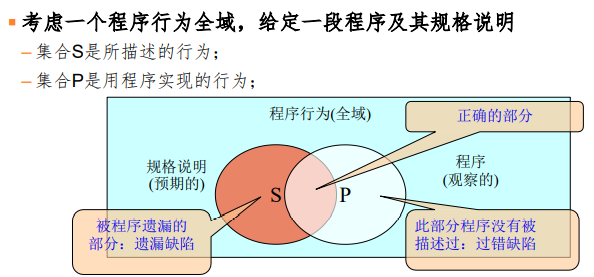 ▪ 考虑一个程序行为全域，给定一段程序及其规格说明
– 集合S是所描述的行为；
– 集合P是用程序实现的行为；
程序行为(全域)
正确的部分
规格说明
(预期的)
程序
(观察的)
S
P
被程序遗漏的
部分：遗漏缺陷
此部分程序没有被
描述过：过错缺陷